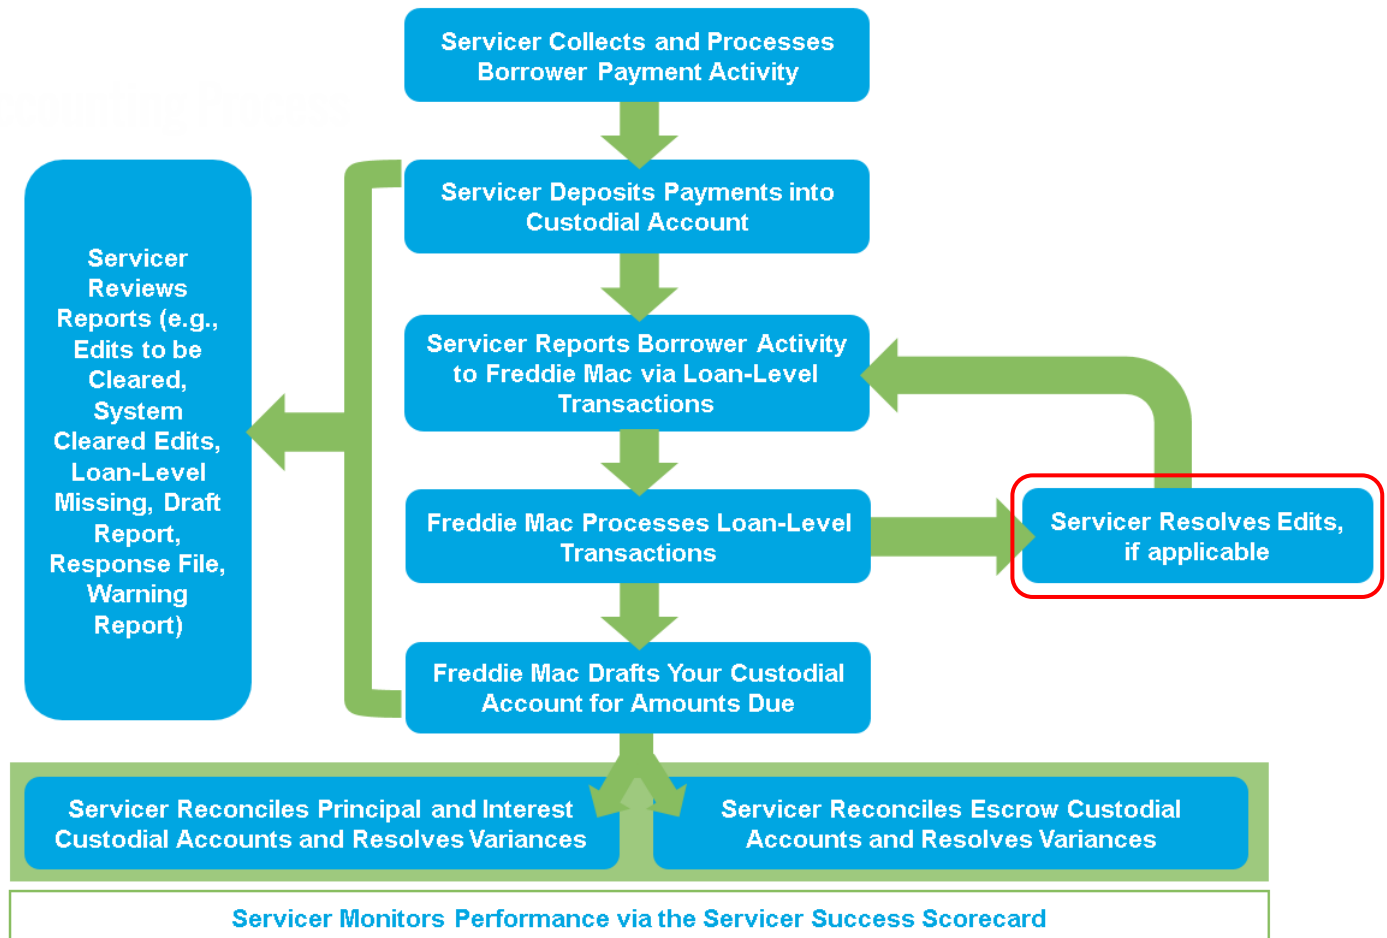 Servicer Collects and Processes
Borrower Payment Activity
Servicer Deposits Payments into
Custodial Account
Servicer
Reviews
Reports (e.g.,
Edits to be
Cleared,
System
Cleared Edits,
Loan-Level
Missing, Draft
Report,
Response File,
Warning
Report)
Servicer Reports Borrower Activity
to Freddie Mac via Loan-Level
Transactions
Freddie Mac Processes Loan-Level
Transactions
Servicer Resolves Edits,
if applicable
Freddie Mac Drafts Your Custodial
Account for Amounts Due
Servicer Reconciles Principal and Interest
Custodial Accounts and Resolves Variances
Servicer Reconciles Escrow Custodial
Accounts and Resolves Variances
Servicer Monitors Performance via the Servicer Success Scorecard